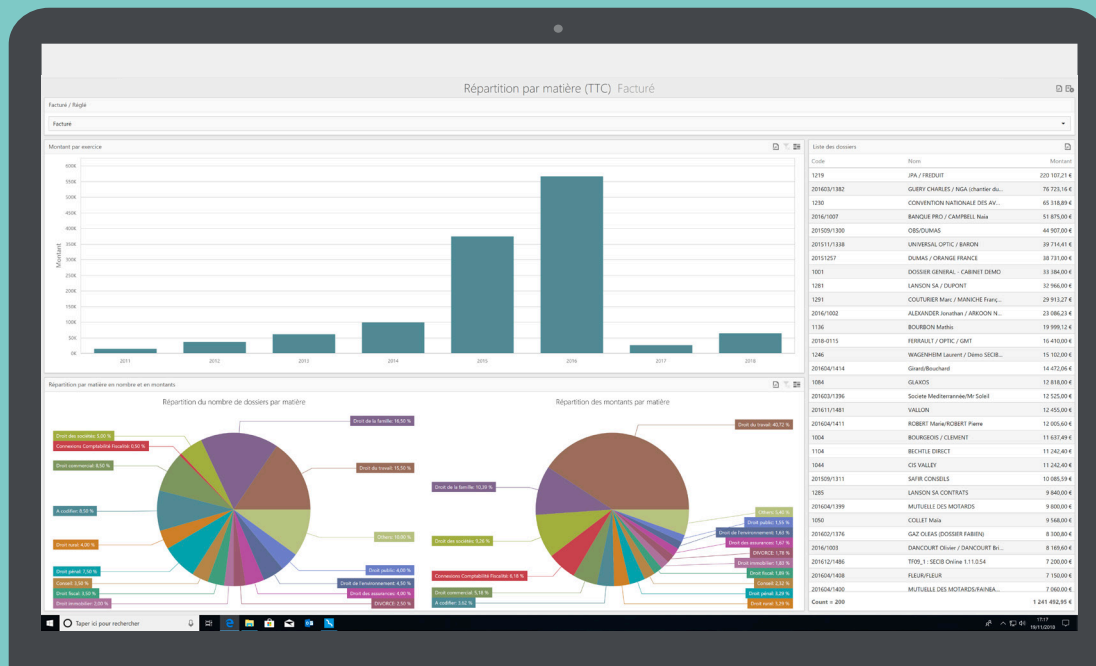 Répartition par matière (TTC) Facturé
Facturé / Réglé
Facturé
Montant par exercice
600K
550K
500K
450K
400K
350K
300K
250K
200K
150K
100K
50K
0K
Montant
2011 2012 2013 2014 2015 2016 2017 2018
Répartition par matière en nombre et en montants
Répartition du nombre de dossiers par matière
Droit de la famille: 16,50 %
Droit des sociétés: 5,00 %
Connexions Comptabilité Fiscalité: 0,50 %
Droit commercial: 8,50 %
Droit du travail: 15,50 %
A codifier: 8,50 %
Droit rural: 4,00 %
Others: 10,00 %
Droit pénal: 7,50 %
Conseil: 3,50 %
Droit fiscal: 3,50 %
Droit immobilier: 2,00 %
Droit public: 4,00 %
Droit de l'environnement: 4,50 %
Droit des assurances: 4,00 %
DIVORCE: 2,50 %
Répartition des montants par matière
Droit du travail: 40,72 %
Droit de la famille: 10,39 %
Droit des sociétés: 9,26 %
Connexions Comptabilité Fiscalité: 8,18 %
Droit commercial: 5,18 %
A codifier: 3,62 %
Others: 5,40 %
Droit public: 1,55 %
Droit de l'environnement: 1,63 %
Droit des assurances: 1,67 %
DIVORCE: 1,78 %
Droit immobilier: 1,80 %
Droit fiscal: 1,89 %
Conseil: 2,32 %
Droit pénal: 3,29 %
Droit rural: 3,29 %
Liste des dossiers
Code Nom Montant
1219 JPA / FREDUIT 220 107,21 €
201603/1382 GUERY CHARLES / NGA (chantier du... 76 723,16 €
1230 CONVENTION NATIONALE DES AV... 65 318,89 €
2016/1007 BANQUE PRO / CAMPBELL Naia 51 875,00 €
201509/1300 OBS/DUMAS 44 907,00 €
201511/1338 UNIVERSAL OPTIC / BARON 39 714,41 €
20151257 DUMAS / ORANGE FRANCE 38 731,00 €
1001 DOSSIER GENERAL - CABINET DEMO 33 384,00 €
1281 LANSON SA / DUPONT 32 966,00 €
1291 COUTURIER Marc / MANICHE Franç... 29 913,27 €
2016/1002 ALEXANDER Jonathan / ARKOON N... 23 086,23 €
1136 BOURBON Mathis 19 999,12 €
2018-0115 FERRAULT / OPTIC / GMT 16 410,00 €
1246 WAGENHEIM Laurent / Démo SECIB... 15 102,00 €
201604/1414 Girard/Bouchard 14 472,06 €
1084 GLAXOS 12 818,00 €
201603/1396 Societe Mediterrannée/Mr Soleil 12 525,00 €
201611/1481 VALLON 12 455,00 €
201604/1411 ROBERT Marie/ROBERT Pierre 12 005,60 €
1004 BOURGEOIS / CLEMENT 11 637,49 €
1104 BECHTLE DIRECT 11 242,40 €
1044 CIS VALLEY 11 242,40 €
201509/1311 SAFIR CONSEILS 10 085,59 €
1285 LANSON SA CONTRATS 9 840,00 €
201604/1399 MUTUELLE DES MOTARDS 9 800,00 €
1050 COLLET Maia 9 568,00 €
201602/1376 GAZ OLEAS (DOSSIER FABIEN) 8 300,80 €
2016/1003 DANCOURT Olivier / DANCOURT Bri... 8 169,60 €
201612/1486 TF09_1 : SECIB Online 1.11.0.54 7 200,00 €
201604/1408 FLEUR/FLEUR 7 150,00 €
201604/1400 MUTUELLE DES MOTARDS/PAINEA... 7 060,00 €
Count = 200 1 241 492,95 €
Taper ici pour rechercher
17:17
19/11/2018